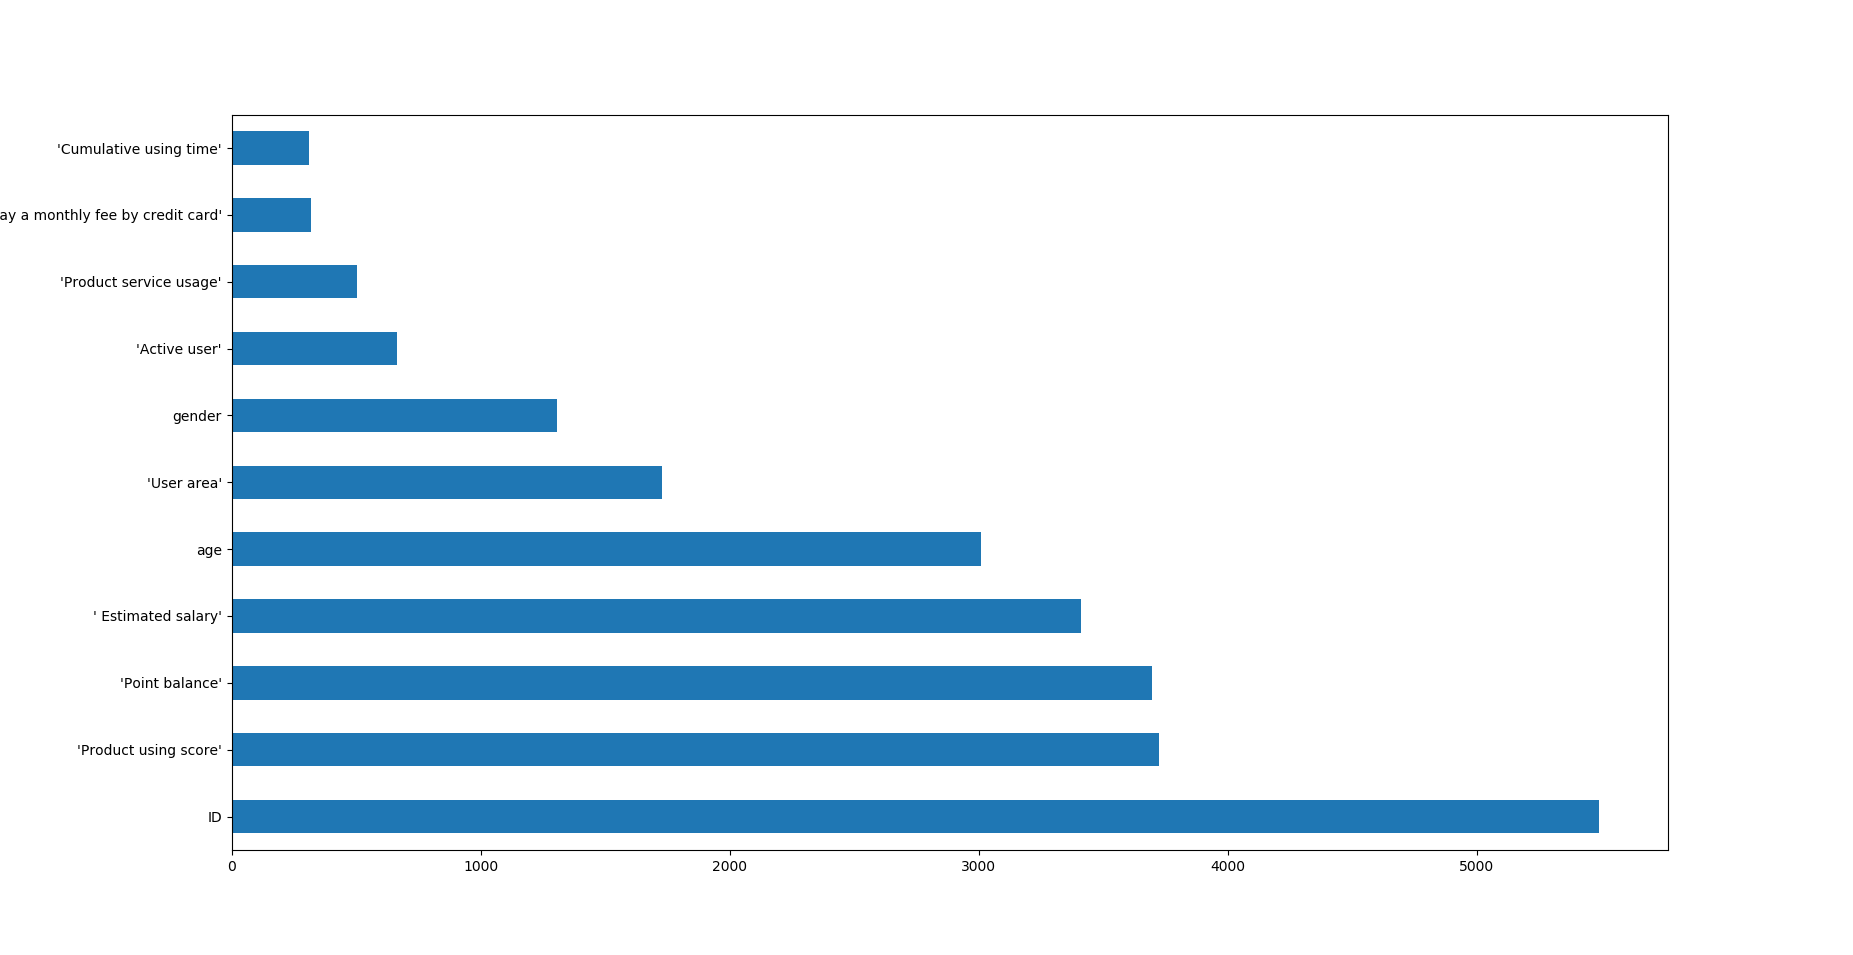 'Cumulative using time'
ay a monthly fee by credit card'
'Product service usage'
'Active user'
gender
'User area'
age
' Estimated salary'
'Point balance'
'Product using score'
ID
0 1000 2000 3000 4000 5000